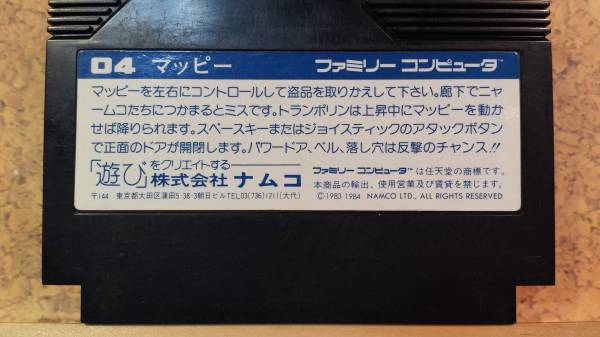 04 マッピー ファミリー コンピュータ™
マッピーを左右にコントロールして盗品を取りかえして下さい。廊下でニャ
ームコたちにつかまるとミスです。トランポリンは上昇中にマッピーを動か
せば降りられます。スペースキーまたはジョイスティックのアタックボタン
で正面のドアが開閉します。パワードア、ベル、落し穴は反撃のチャンス!!
「遊び」をクリエイトする
株式会社 ナムコ
〒144 東京都大田区蒲田5-38-3朝日ビルTEL03(736)1211(大代)
ファミリー コンピュータ™は任天堂の商標です。
本商品の輸出、使用営業及び賃貸を禁じます。
©1983 1984 NAMCO LTD., ALL RIGHTS RESERVED